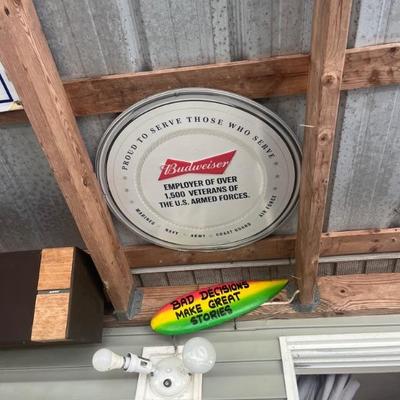 PROUD TO SERVE THOSE WHO SERVE
Budweiser
EMPLOYER OF OVER
1,500 VETERANS OF
THE U.S. ARMED FORCES.
MARINES · NAVY · ARMY · COAST GUARD · AIR FORCE
BAD DECISIONS
MAKE GREAT
STORIES